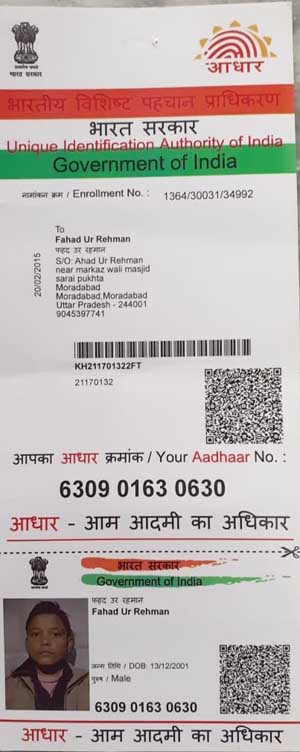 भारत सरकार
आधार
भारतीय विशिष्ट पहचान प्राधिकरण
भारत सरकार
Unique Identification Authority of India
Government of India
नामांकन क्रम / Enrollment No. : 1364/30031/34992
20/02/2015
To
Fahad Ur Rehman
फहद उर रहमान
S/O: Ahad Ur Rehman
near markaz wali masjid
sarai pukhta
Moradabad
Moradabad,Moradabad
Uttar Pradesh - 244001
9045397741
KH211701322FT
21170132
आपका आधार क्रमांक / Your Aadhaar No. :
6309 0163 0630
आधार - आम आदमी का अधिकार
भारत सरकार
Government of India
फहद उर रहमान
Fahad Ur Rehman
जन्म तिथि / DOB: 13/12/2001
पुरुष / Male
6309 0163 0630
आधार - आम आदमी का अधिकार